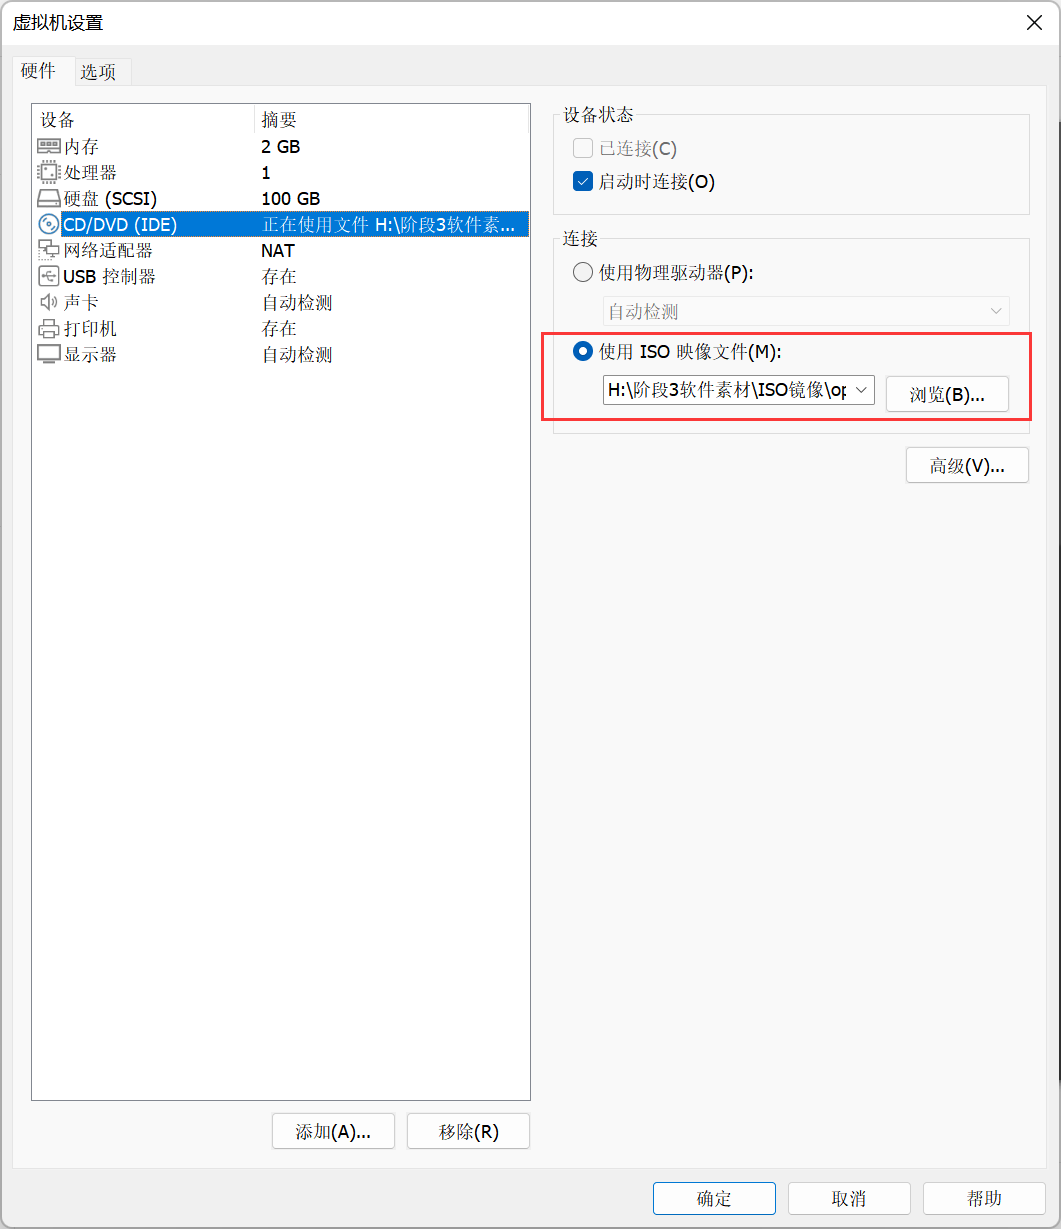 虚拟机设置
硬件 选项
设备 摘要
内存 2 GB
处理器 1
硬盘 (SCSI) 100 GB
CD/DVD (IDE) 正在使用文件 H:\阶段3软件素...
网络适配器 NAT
USB 控制器 存在
声卡 自动检测
打印机 存在
显示器 自动检测
添加(A)... 移除(R)
设备状态
已连接(C)
启动时连接(O)
连接
使用物理驱动器(P):
自动检测
使用 ISO 映像文件(M):
H:\阶段3软件素材\ISO镜像\op 浏览(B)...
高级(V)...
确定 取消 帮助